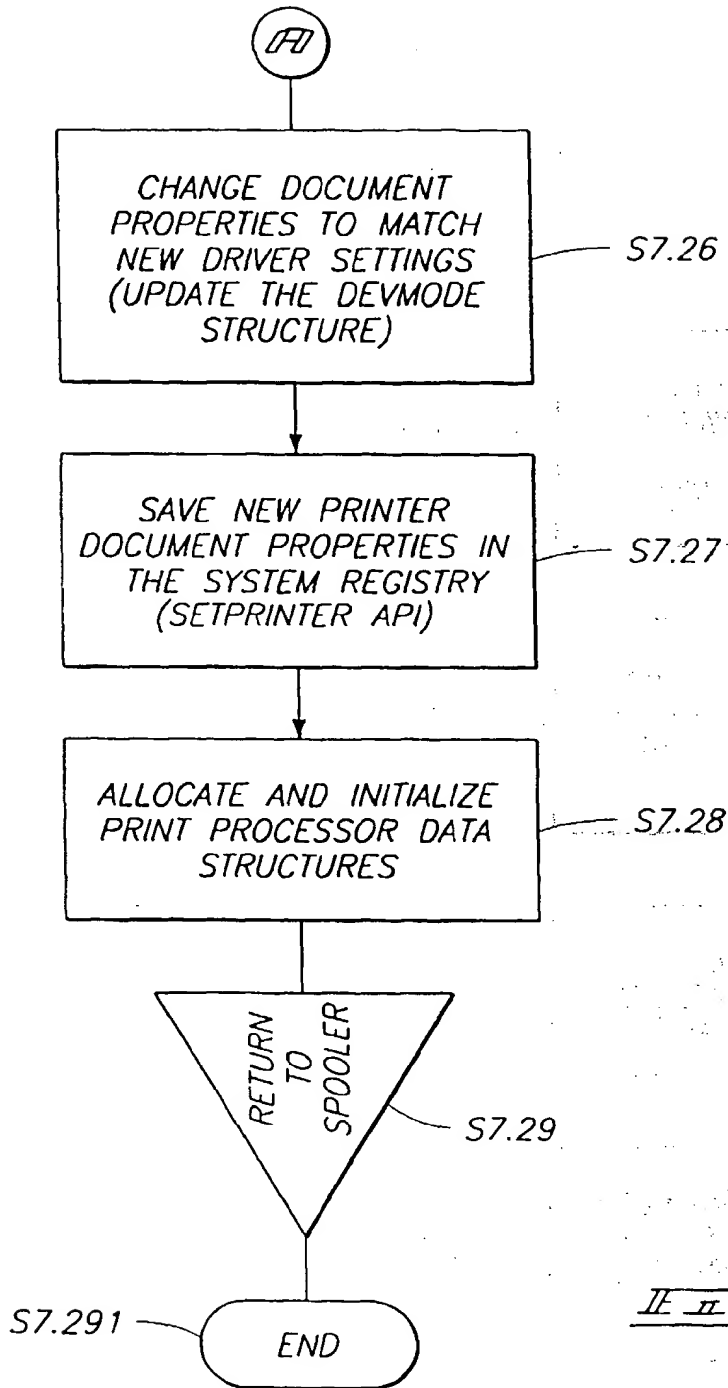 A
CHANGE DOCUMENT
PROPERTIES TO MATCH
NEW DRIVER SETTINGS
(UPDATE THE DEVMODE
STRUCTURE)
S7.26
SAVE NEW PRINTER
DOCUMENT PROPERTIES IN
THE SYSTEM REGISTRY
(SETPRINTER API)
S7.27
ALLOCATE AND INITIALIZE
PRINT PROCESSOR DATA
STRUCTURES
S7.28
RETURN
TO
SPOOLER
S7.29
S7.291
END